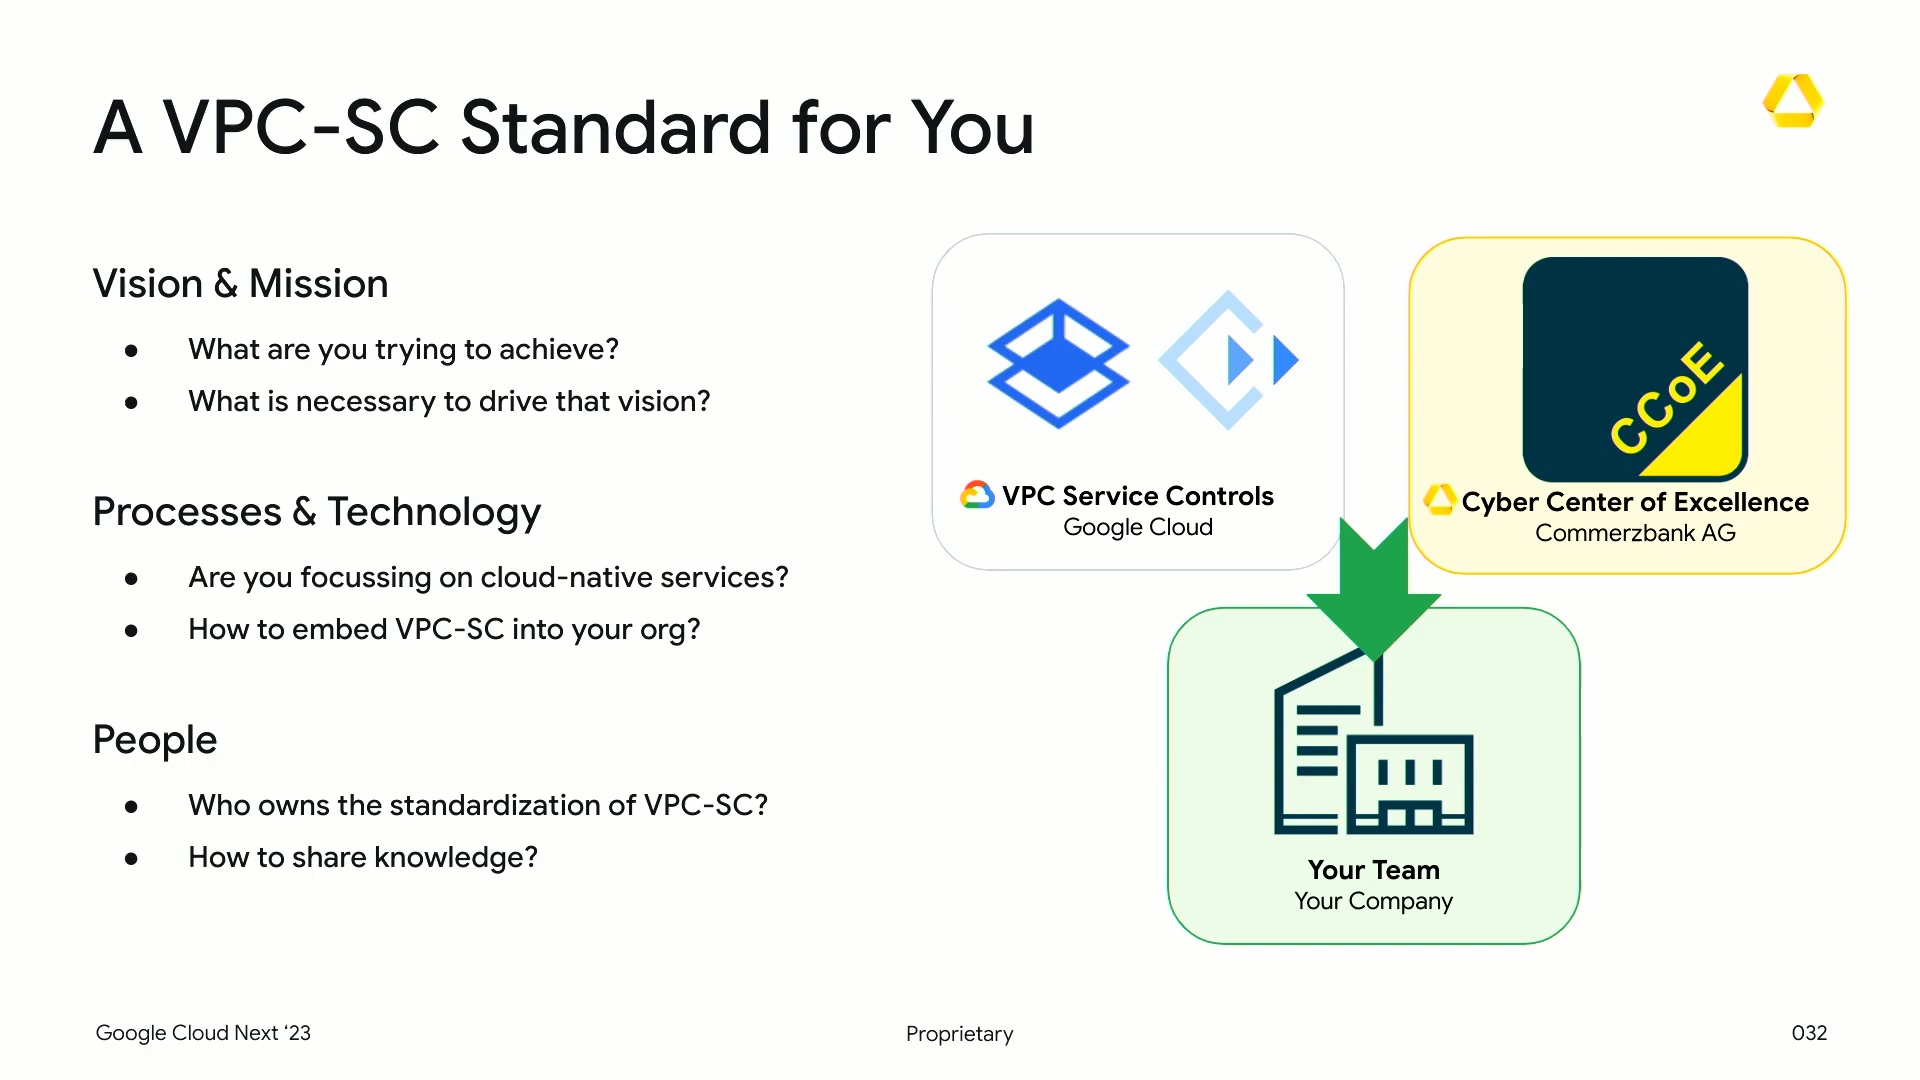 A VPC-SC Standard for You
Vision & Mission
● What are you trying to achieve?
● What is necessary to drive that vision?
Processes & Technology
● Are you focussing on cloud-native services?
● How to embed VPC-SC into your org?
People
● Who owns the standardization of VPC-SC?
● How to share knowledge?
VPC Service Controls
Google Cloud
CCoE
Cyber Center of Excellence
Commerzbank AG
Your Team
Your Company
Google Cloud Next ‘23
Proprietary
032